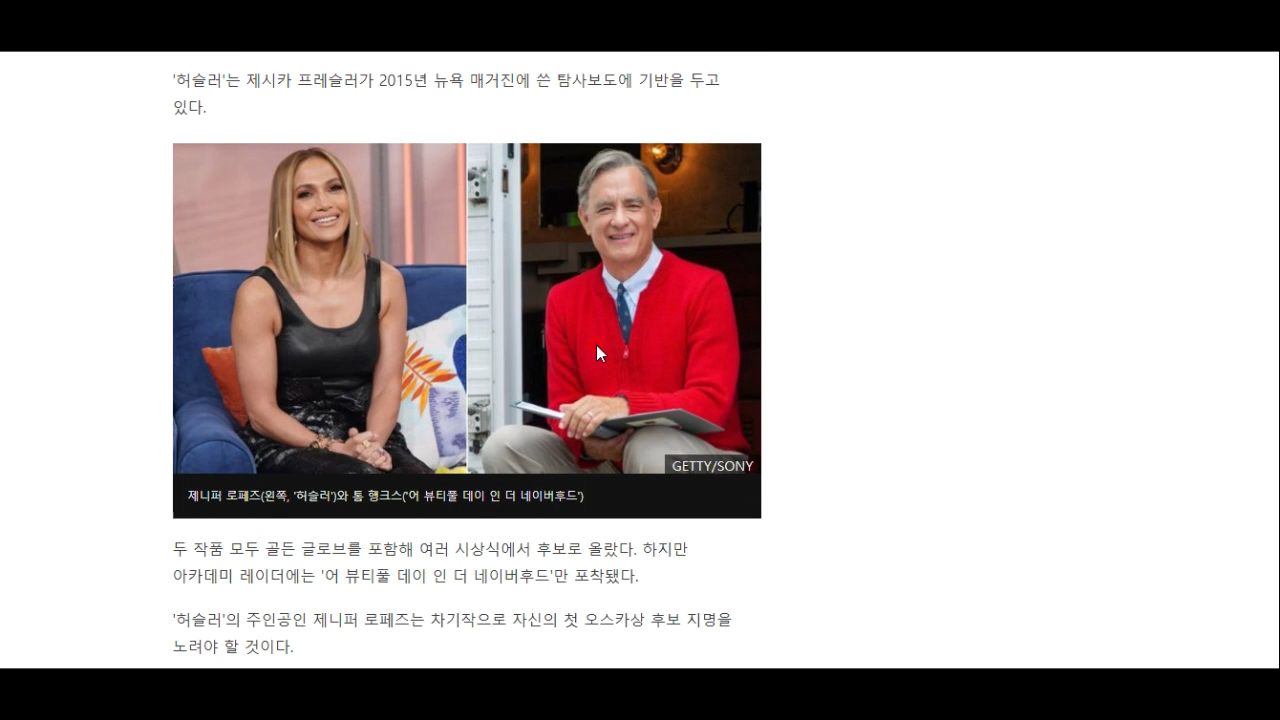 '허슬러'는 제시카 프레슬러가 2015년 뉴욕 매거진에 쓴 탐사보도에 기반을 두고
있다.
GETTY/SONY
제니퍼 로페즈(왼쪽, '허슬러')와 톰 행크스('어 뷰티풀 데이 인 더 네이버후드')
두 작품 모두 골든 글로브를 포함해 여러 시상식에서 후보로 올랐다. 하지만
아카데미 레이더에는 '어 뷰티풀 데이 인 더 네이버후드'만 포착됐다.
'허슬러'의 주인공인 제니퍼 로페즈는 차기작으로 자신의 첫 오스카상 후보 지명을
노려야 할 것이다.